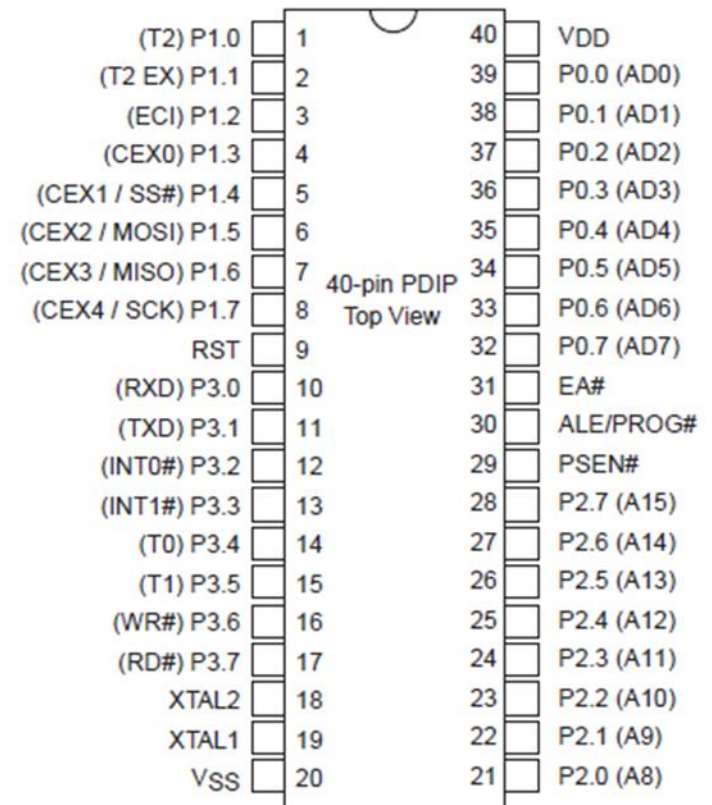 (T2) P1.0 1 40 VDD
(T2 EX) P1.1 2 39 P0.0 (AD0)
(ECI) P1.2 3 38 P0.1 (AD1)
(CEX0) P1.3 4 37 P0.2 (AD2)
(CEX1 / SS#) P1.4 5 36 P0.3 (AD3)
(CEX2 / MOSI) P1.5 6 35 P0.4 (AD4)
(CEX3 / MISO) P1.6 7 34 P0.5 (AD5)
40-pin PDIP
(CEX4 / SCK) P1.7 8 Top View 33 P0.6 (AD6)
RST 9 32 P0.7 (AD7)
(RXD) P3.0 10 31 EA#
(TXD) P3.1 11 30 ALE/PROG#
(INT0#) P3.2 12 29 PSEN#
(INT1#) P3.3 13 28 P2.7 (A15)
(T0) P3.4 14 27 P2.6 (A14)
(T1) P3.5 15 26 P2.5 (A13)
(WR#) P3.6 16 25 P2.4 (A12)
(RD#) P3.7 17 24 P2.3 (A11)
XTAL2 18 23 P2.2 (A10)
XTAL1 19 22 P2.1 (A9)
VSS 20 21 P2.0 (A8)